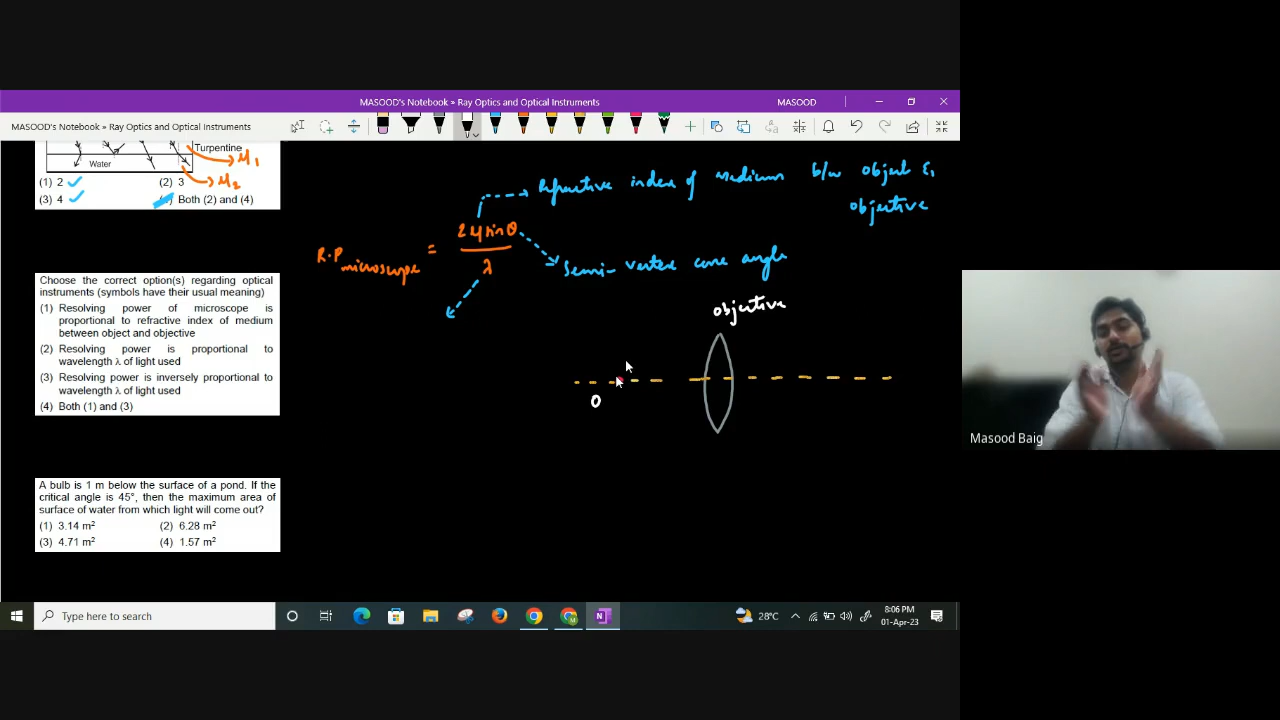 MASOOD's Notebook » Ray Optics and Optical Instruments
MASOOD
MASOOD's Notebook » Ray Optics and Optical Instruments
Turpentine
Water
μ1
μ2
(1) 2
(2) 3
(3) 4
Both (2) and (4)
Refractive index of Medium b/w object &
objective
R.P microscope = 2μsinθ
λ
Semi-vertex cone angle
Choose the correct option(s) regarding optical
instruments (symbols have their usual meaning)
(1) Resolving power of microscope is
proportional to refractive index of medium
between object and objective
(2) Resolving power is proportional to
wavelength λ of light used
(3) Resolving power is inversely proportional to
wavelength λ of light used
(4) Both (1) and (3)
objective
O
Masood Baig
A bulb is 1 m below the surface of a pond. If the
critical angle is 45°, then the maximum area of
surface of water from which light will come out?
(1) 3.14 m²
(2) 6.28 m²
(3) 4.71 m²
(4) 1.57 m²
Type here to search
28°C
8:06 PM
01-Apr-23